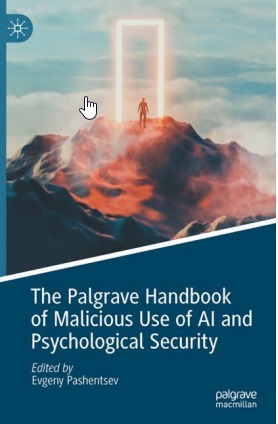 The Palgrave Handbook
of Malicious Use of AI and
Psychological Security
Edited by
Evgeny Pashentsev
palgrave
macmillan